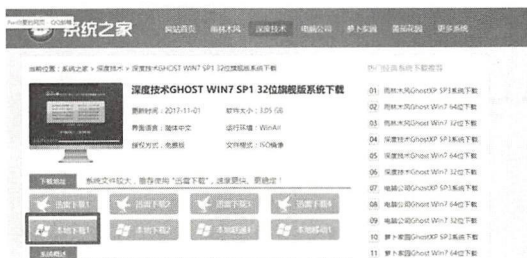 系统之家
网站首页 雨林木风 深度技术 电脑公司 萝卜家园 番茄花园 更多系统
当前位置：系统之家 > 深度技术 > 深度技术GHOST WIN7 SP1 32位旗舰版系统下载
深度技术GHOST WIN7 SP1 32位旗舰版系统下载
更新时间：2017-11-01 软件大小：3.05 GB
界面语言：简体中文 运行环境：WinAll
授权方式：免费版 文件格式：ISO镜像
下载地址 系统文件较大，推荐使用“迅雷下载”，速度更快、更稳定！
迅雷下载1 迅雷下载2 迅雷下载3 迅雷下载4
本地下载1 本地下载2 本地联通1 本地移动1
系统概述
01 雨林木风GhostXP SP3系统下载
02 雨林木风Ghost Win7 64位下载
03 雨林木风Ghost Win7 32位下载
04 深度技术GhostXP SP3系统下载
05 深度技术Ghost Win7 64位下载
06 深度技术Ghost Win7 32位下载
07 电脑公司GhostXP SP3系统下载
08 电脑公司Ghost Win7 64位下载
09 电脑公司Ghost Win7 32位下载
10 萝卜家园GhostXP SP3系统下载
11 萝卜家园Ghost Win7 64位下载